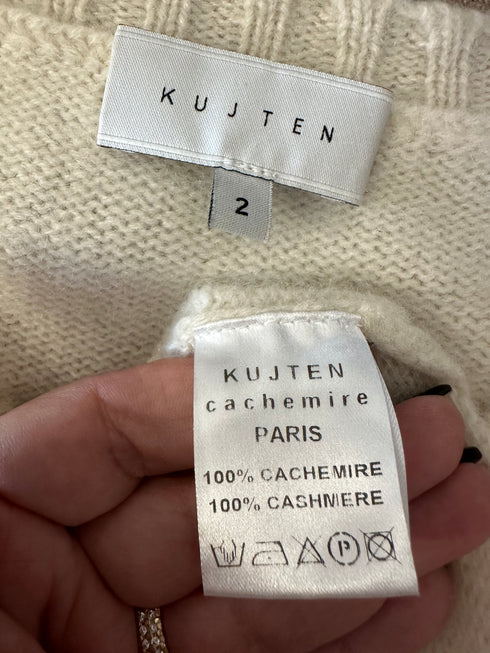 KUJTEN
2
KUJTEN
cachemire
PARIS
100% CACHEMIRE
100% CASHMERE
P